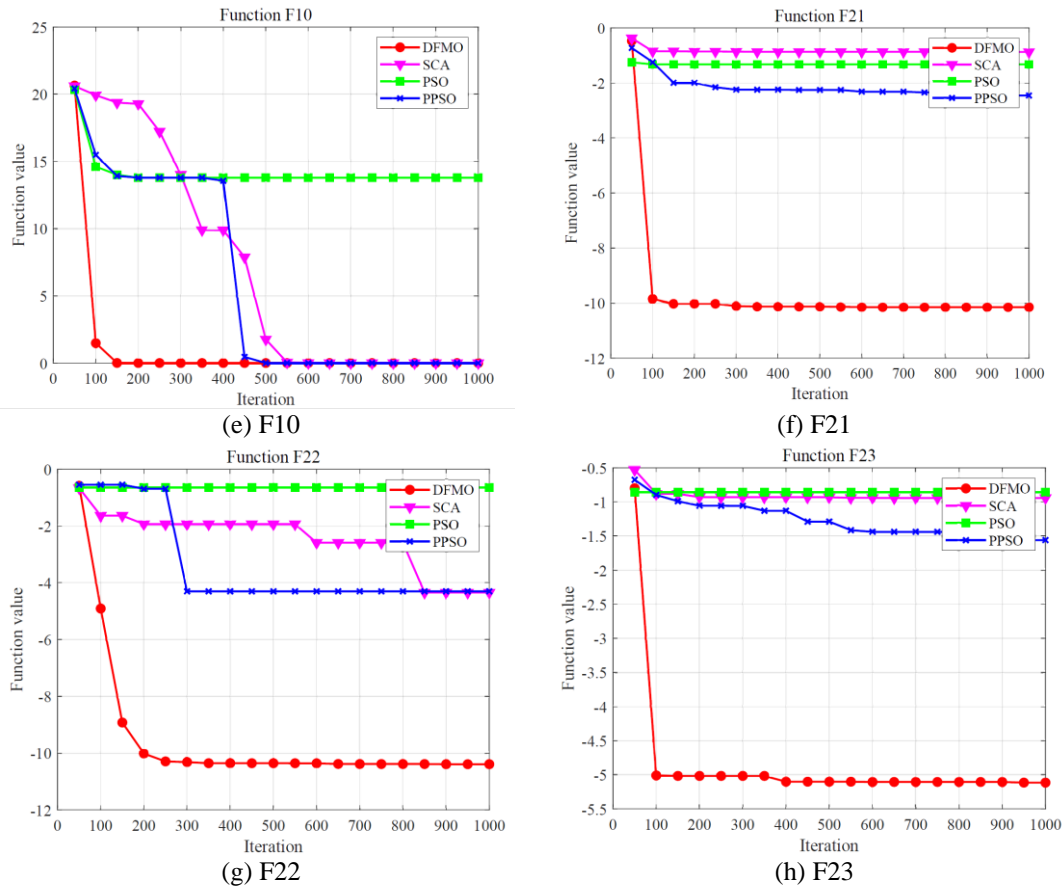 Function F10
25
20
15
10
5
0
Function value
0 100 200 300 400 500 600 700 800 900 1000
Iteration
DFMO
SCA
PSO
PPSO
(e) F10
Function F21
-0
-2
-4
-6
-8
-10
-12
Function value
0 100 200 300 400 500 600 700 800 900 1000
Iteration
DFMO
SCA
PSO
PPSO
(f) F21
Function F22
0
-2
-4
-6
-8
-10
-12
Function value
0 100 200 300 400 500 600 700 800 900 1000
Iteration
DFMO
SCA
PSO
PPSO
(g) F22
Function F23
-0.5
-1
-1.5
-2
-2.5
-3
-3.5
-4
-4.5
-5
-5.5
Function value
0 100 200 300 400 500 600 700 800 900 1000
Iteration
DFMO
SCA
PSO
PPSO
(h) F23